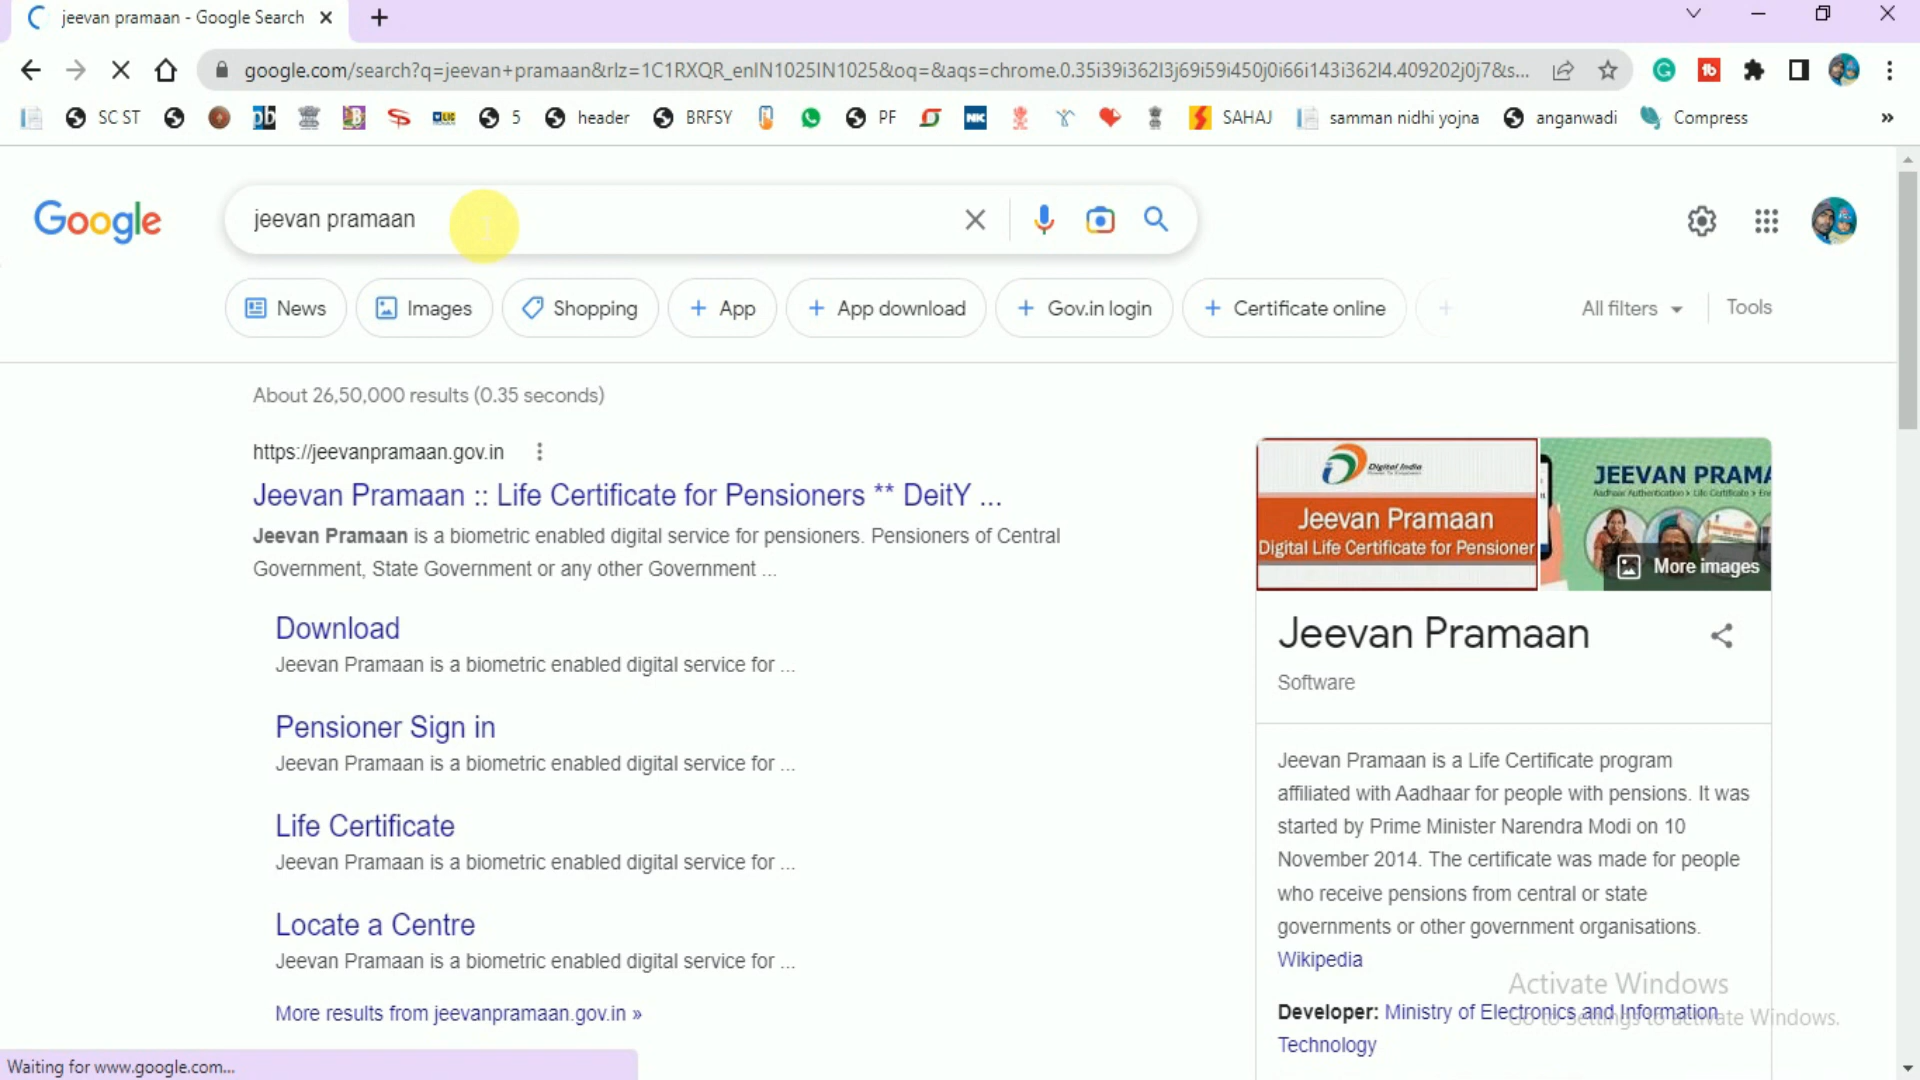 jeevan pramaan - Google Search
google.com/search?q=jeevan+pramaan&rlz=1C1RXQR_enIN1025IN1025&oq=&aqs=chrome.0.35i39i362l3j69i59i450j0i66i143i362l4.409202j0j7&s...
SC ST
5
header
BRFSY
PF
NK
SAHAJ
samman nidhi yojna
anganwadi
Compress
»
Google
jeevan pramaan
News
Images
Shopping
App
App download
Gov.in login
Certificate online
All filters
Tools
About 26,50,000 results (0.35 seconds)
https://jeevanpramaan.gov.in
Jeevan Pramaan :: Life Certificate for Pensioners ** DeitY ...
Jeevan Pramaan is a biometric enabled digital service for pensioners. Pensioners of Central
Government, State Government or any other Government ...
Download
Jeevan Pramaan is a biometric enabled digital service for ...
Pensioner Sign in
Jeevan Pramaan is a biometric enabled digital service for ...
Life Certificate
Jeevan Pramaan is a biometric enabled digital service for ...
Locate a Centre
Jeevan Pramaan is a biometric enabled digital service for ...
More results from jeevanpramaan.gov.in »
Digital India
Jeevan Pramaan
Digital Life Certificate for Pensioner
JEEVAN PRAMA
More images
Jeevan Pramaan
Software
Jeevan Pramaan is a Life Certificate program
affiliated with Aadhaar for people with pensions. It was
started by Prime Minister Narendra Modi on 10
November 2014. The certificate was made for people
who receive pensions from central or state
governments or other government organisations.
Wikipedia
Developer: Ministry of Electronics and Information
Technology
Activate Windows
Go to Settings to activate Windows.
Waiting for www.google.com...